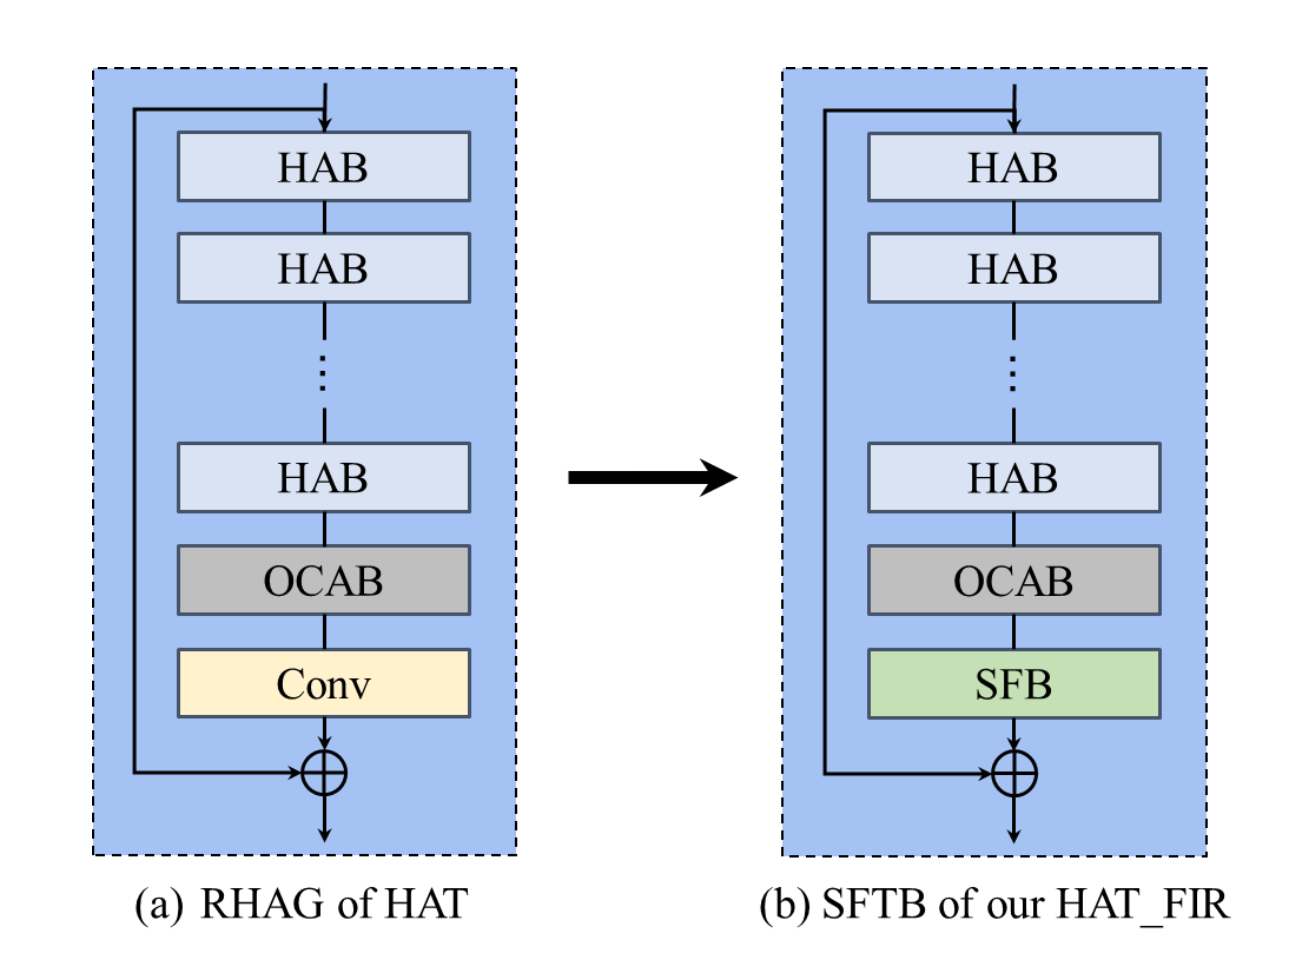 HAB
HAB
⋮
HAB
OCAB
Conv
(a) RHAG of HAT
HAB
HAB
⋮
HAB
OCAB
SFB
(b) SFTB of our HAT_FIR